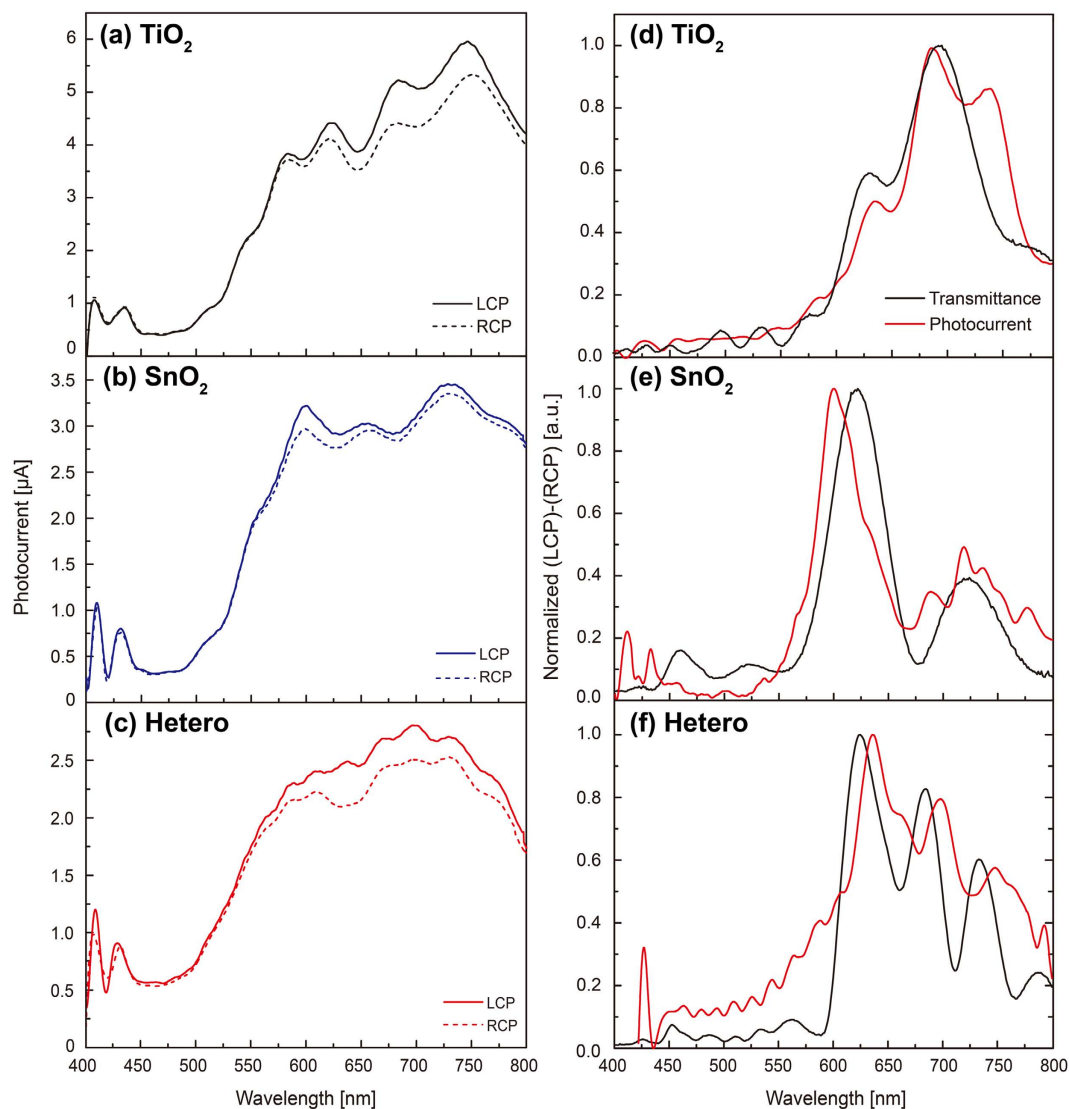 (a) TiO₂
6
5
4
3
2
1
0
LCP
RCP
(b) SnO₂
3.5
3.0
2.5
2.0
1.5
1.0
0.5
0
LCP
RCP
(c) Hetero
2.5
2.0
1.5
1.0
0.5
0
LCP
RCP
400 450 500 550 600 650 700 750 800
Wavelength [nm]
Photocurrent [μA]
(d) TiO₂
1.0
0.8
0.6
0.4
0.2
0.0
Transmittance
Photocurrent
(e) SnO₂
1.0
0.8
0.6
0.4
0.2
0.0
(f) Hetero
1.0
0.8
0.6
0.4
0.2
0.0
400 450 500 550 600 650 700 750 800
Wavelength [nm]
Normalized (LCP)-(RCP) [a.u.]